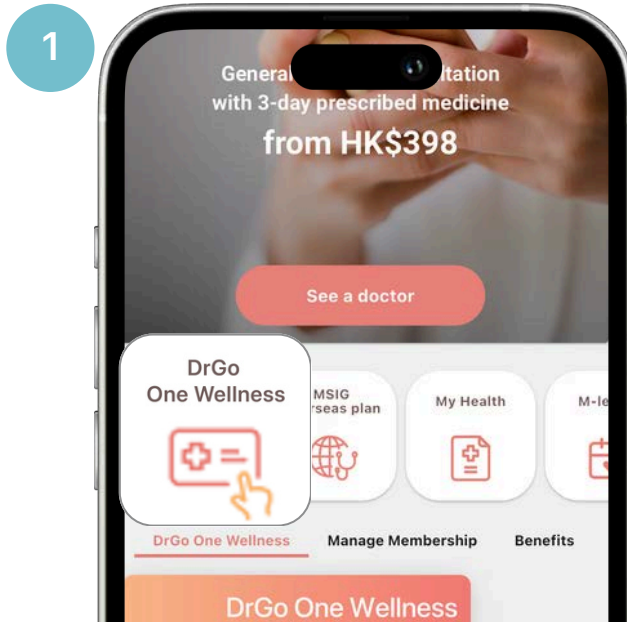 1
General tation
with 3-day prescribed medicine
from HK$398
See a doctor
DrGo
One Wellness
MSIG
rseas plan
My Health
M-le
DrGo One Wellness Manage Membership Benefits
DrGo One Wellness